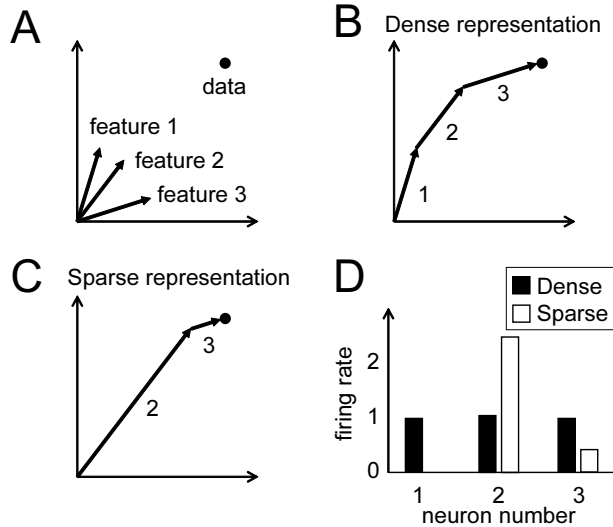 A
data
feature 1
feature 2
feature 3
B
Dense representation
1
2
3
C
Sparse representation
2
3
D
Dense
Sparse
firing rate
2
1
0
1 2 3
neuron number